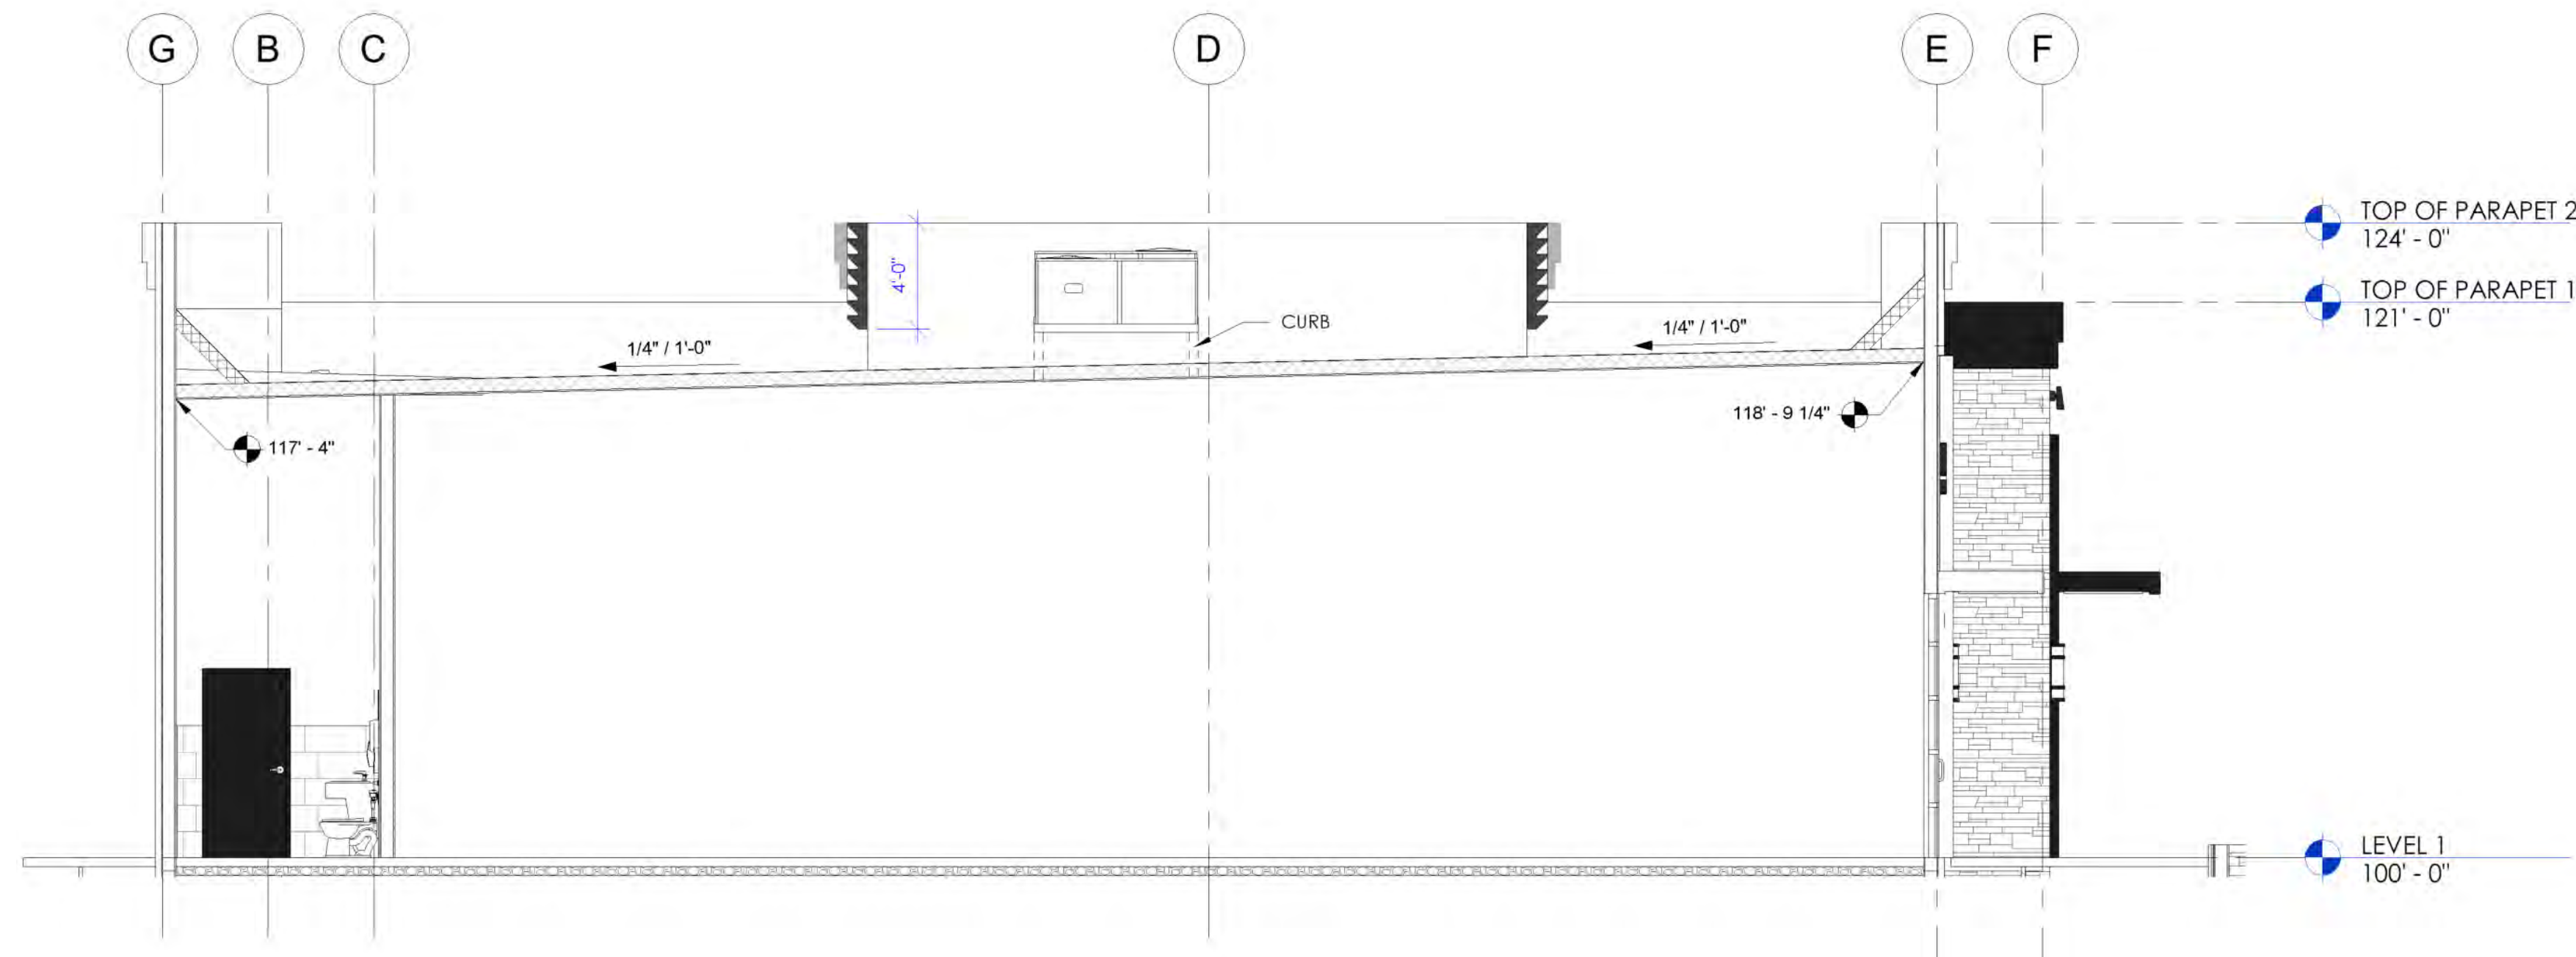 G
B
C
D
E
F
TOP OF PARAPET 2
124' - 0"
TOP OF PARAPET 1
121' - 0"
4'-0"
CURB
1/4" / 1'-0"
1/4" / 1'-0"
118' - 9 1/4"
117' - 4"
LEVEL 1
100' - 0"